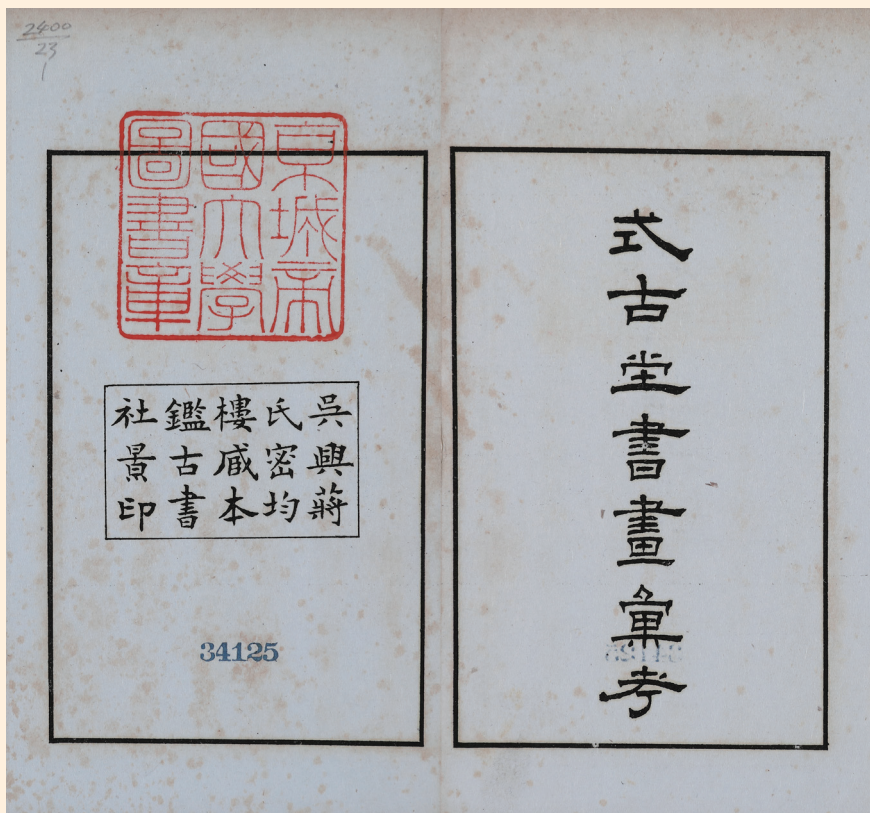 式古堂書畫彙考
2400
23
1
京城帝
國大學
圖書章
吳興蔣
氏密均
樓臧本
鑑古書
社景印
34125